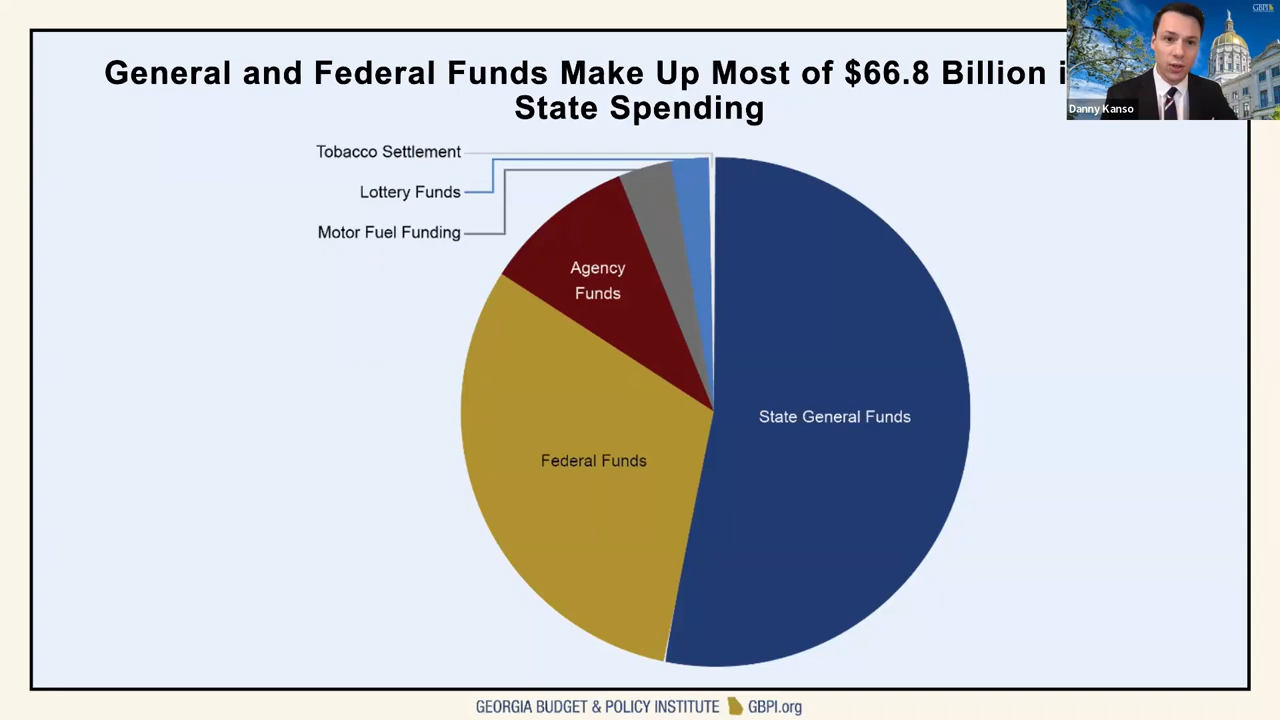 GBPI
General and Federal Funds Make Up Most of $66.8 Billion i
State Spending
Danny Kanso
Tobacco Settlement
Lottery Funds
Motor Fuel Funding
Agency
Funds
State General Funds
Federal Funds
GEORGIA BUDGET & POLICY INSTITUTE GBPI.org